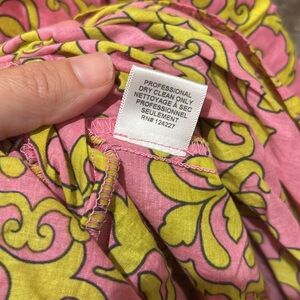 PROFESSIONAL
DRY CLEAN ONLY
NETTOYAGE À SEC
PROFESSIONNEL
SEULEMENT
RN# 124227